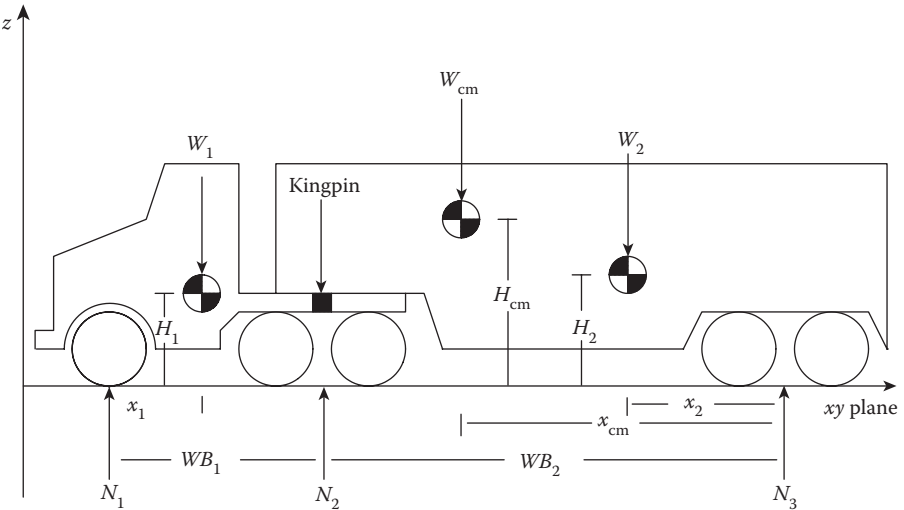 z
W_cm
W_1
W_2
Kingpin
H_cm
H_1
H_2
x_1
x_2
xy plane
x_cm
WB_1
WB_2
N_1
N_2
N_3